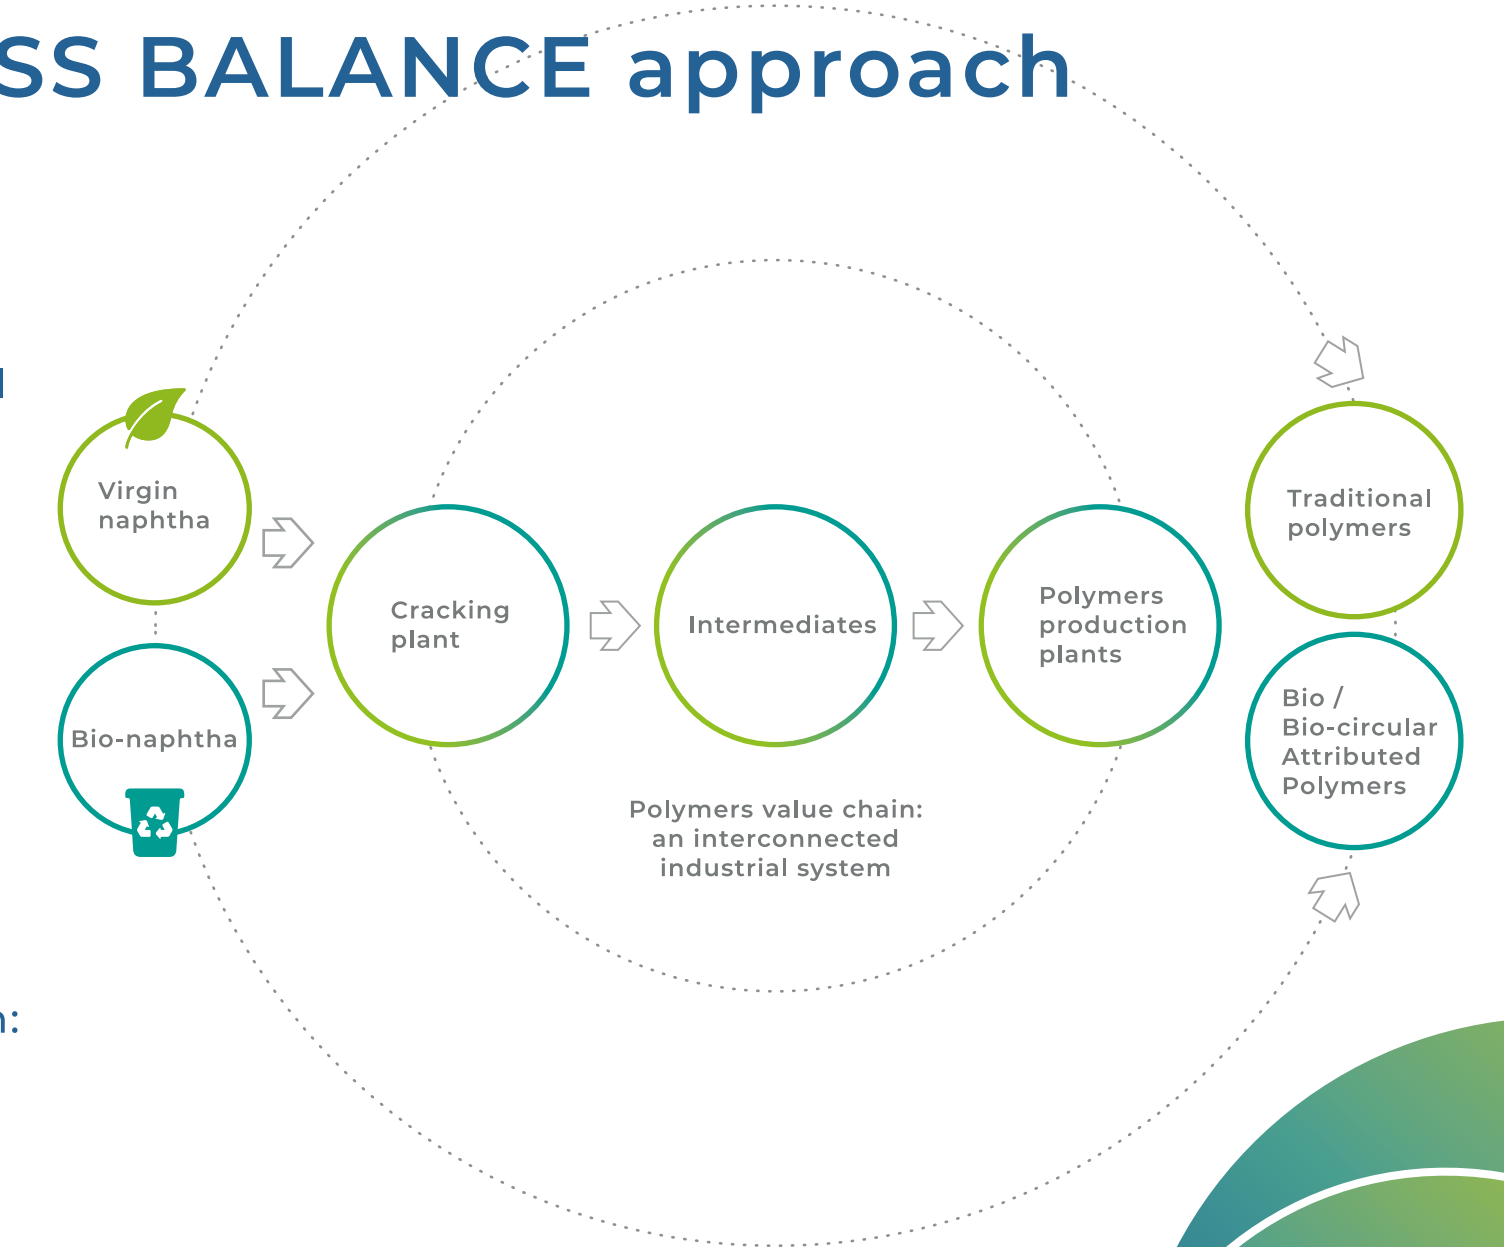 SS BALANCE approach
Virgin
naphtha
Bio-naphtha
Cracking
plant
Intermediates
Polymers
production
plants
Traditional
polymers
Bio /
Bio-circular
Attributed
Polymers
Polymers value chain:
an interconnected
industrial system